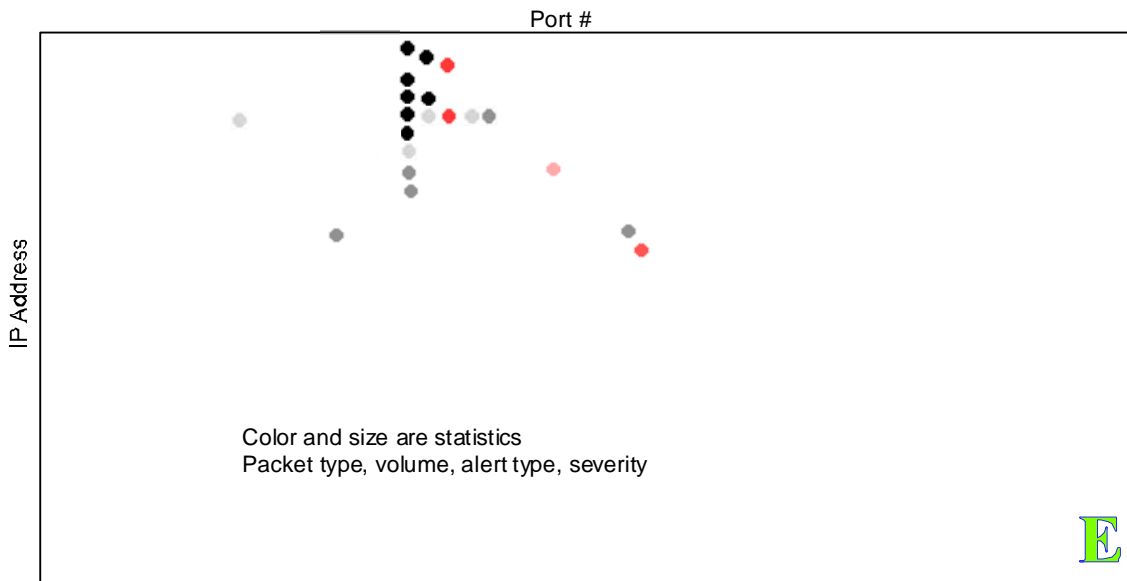 Port #
IP Address
Color and size are statistics
Packet type, volume, alert type, severity
E